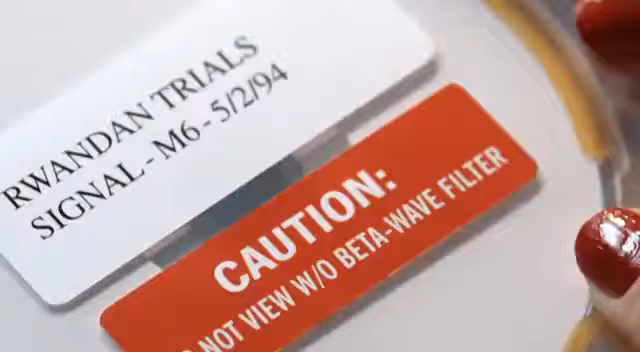 RWANDAN TRIALS
SIGNAL - M6 - 5/2/94
CAUTION:
NOT VIEW W/O BETA-WAVE FILTER